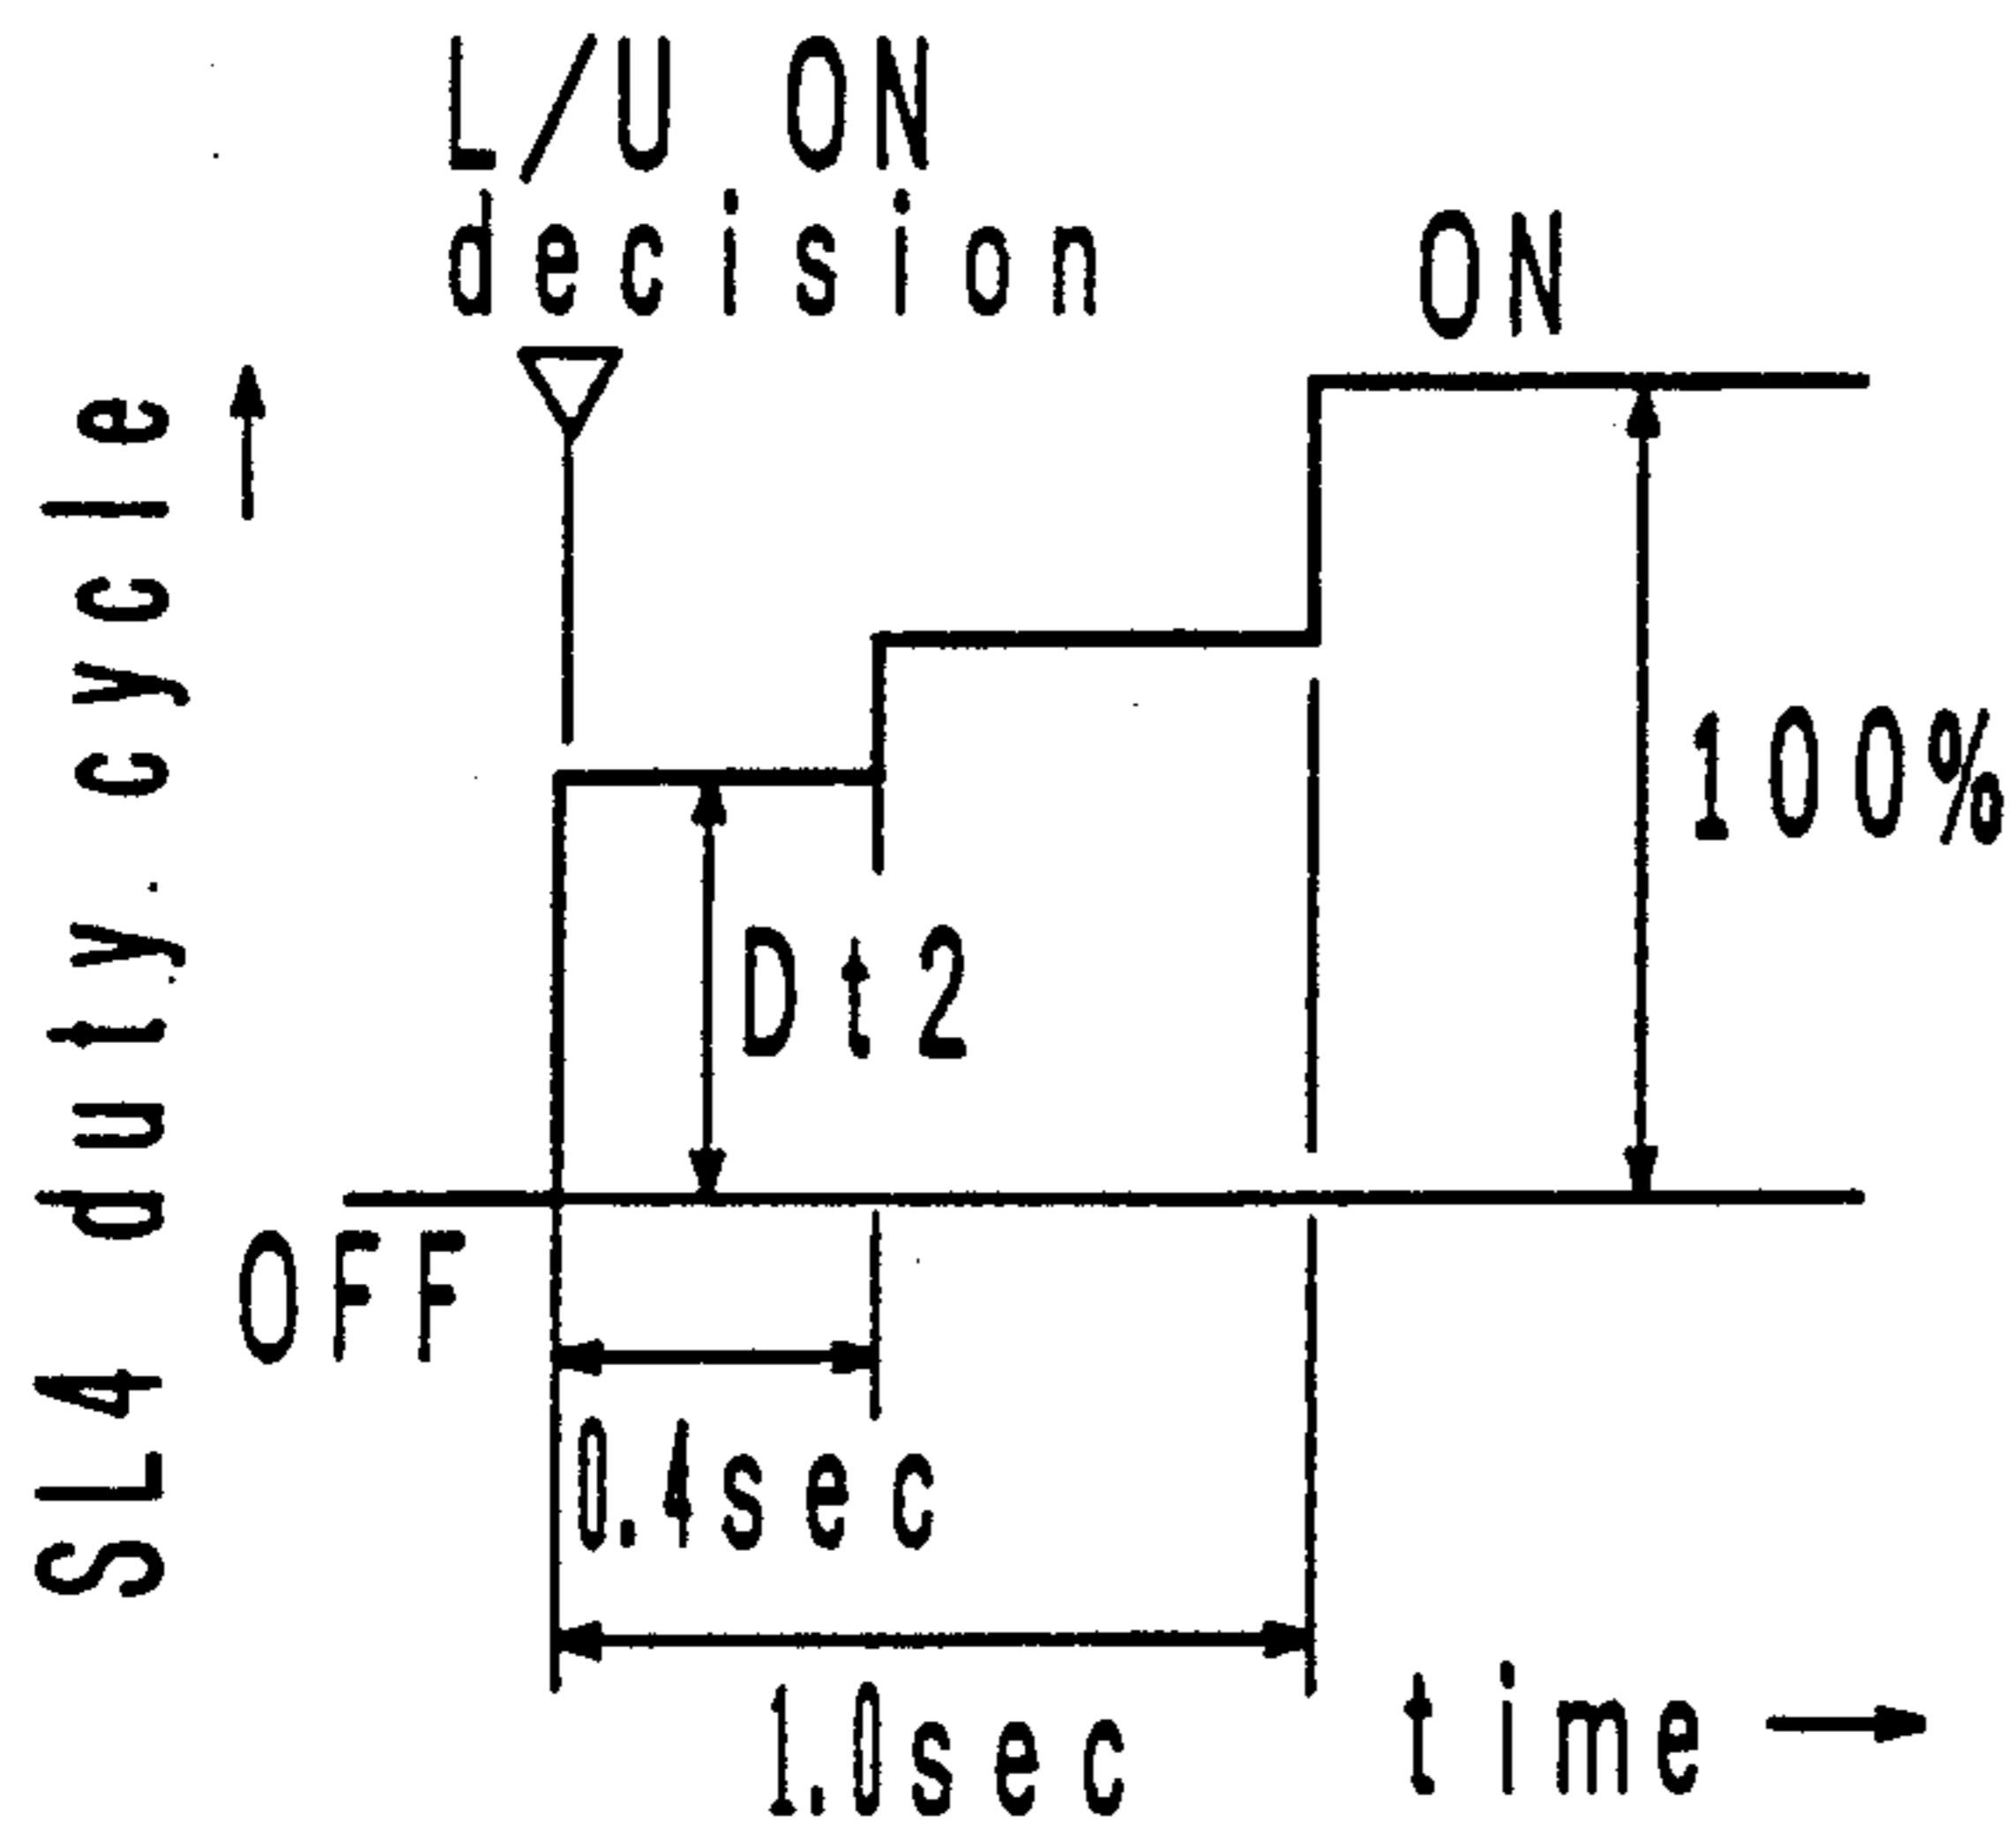 L/U ON
decision
ON
SL4 duty. cycle
100%
Dt2
OFF
0.4sec
1.0sec
time